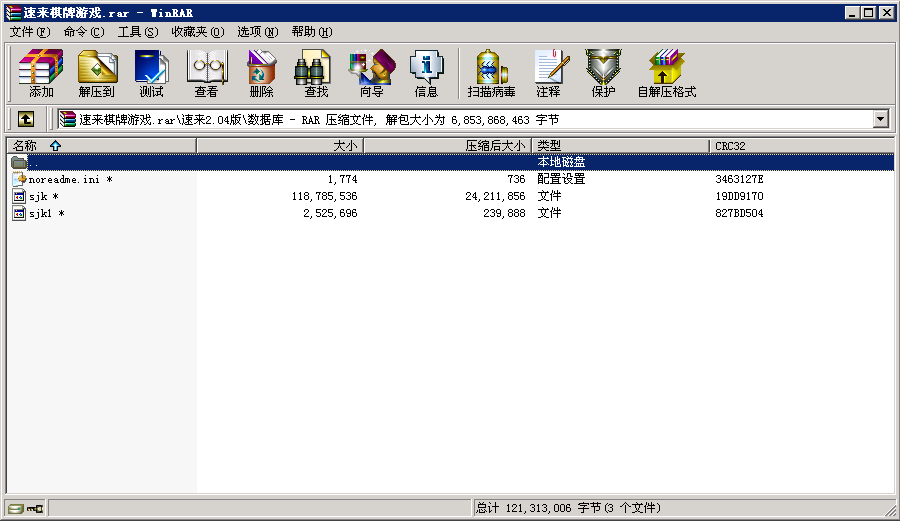 速来棋牌游戏.rar - WinRAR
文件(F) 命令(C) 工具(S) 收藏夹(O) 选项(N) 帮助(H)
添加 解压到 测试 查看 删除 查找 向导 信息 扫描病毒 注释 保护 自解压格式
速来棋牌游戏.rar\速来2.04版\数据库 - RAR 压缩文件, 解包大小为 6,853,868,463 字节
名称 大小 压缩后大小 类型 CRC32
.. 本地磁盘
noreadme.ini * 1,774 736 配置设置 3463127E
sjk * 118,785,536 24,211,856 文件 19DD9170
sjkl * 2,525,696 239,888 文件 827BD504
总计 121,313,006 字节(3 个文件)